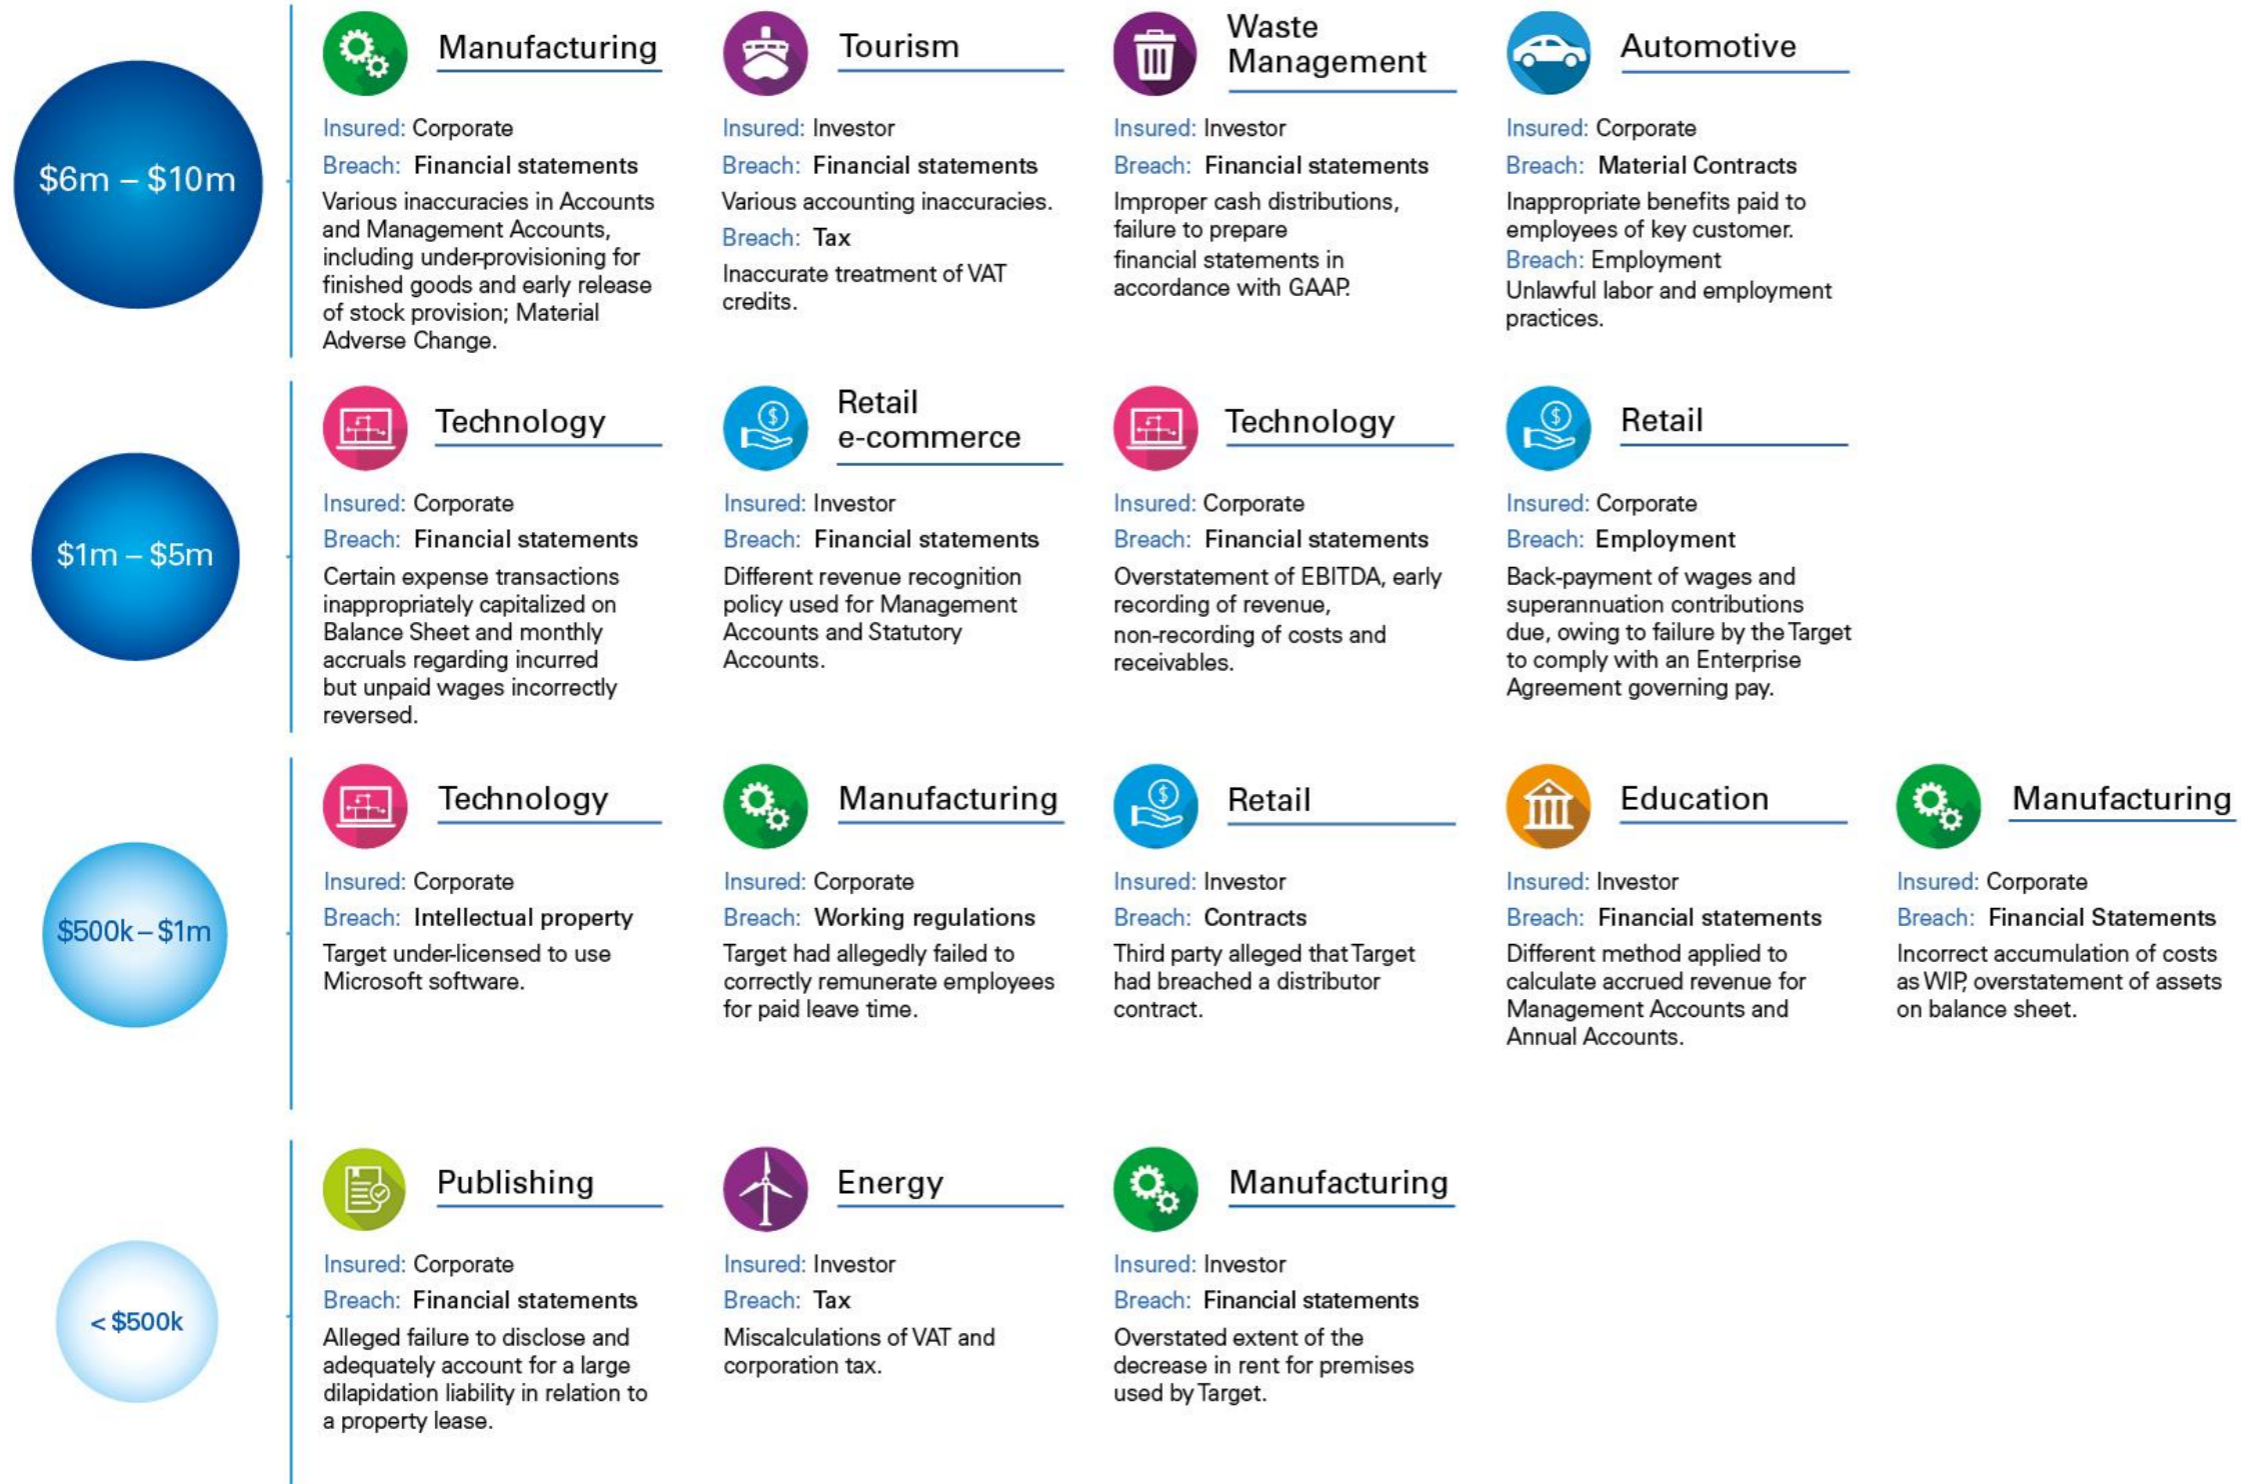 $6m – $10m
Manufacturing
Insured: Corporate
Breach: Financial statements
Various inaccuracies in Accounts
and Management Accounts,
including under-provisioning for
finished goods and early release
of stock provision; Material
Adverse Change.
Tourism
Insured: Investor
Breach: Financial statements
Various accounting inaccuracies.
Breach: Tax
Inaccurate treatment of VAT
credits.
Waste
Management
Insured: Investor
Breach: Financial statements
Improper cash distributions,
failure to prepare
financial statements in
accordance with GAAP.
Automotive
Insured: Corporate
Breach: Material Contracts
Inappropriate benefits paid to
employees of key customer.
Breach: Employment
Unlawful labor and employment
practices.
$1m – $5m
Technology
Insured: Corporate
Breach: Financial statements
Certain expense transactions
inappropriately capitalized on
Balance Sheet and monthly
accruals regarding incurred
but unpaid wages incorrectly
reversed.
Retail
e-commerce
Insured: Investor
Breach: Financial statements
Different revenue recognition
policy used for Management
Accounts and Statutory
Accounts.
Technology
Insured: Corporate
Breach: Financial statements
Overstatement of EBITDA, early
recording of revenue,
non-recording of costs and
receivables.
Retail
Insured: Corporate
Breach: Employment
Back-payment of wages and
superannuation contributions
due, owing to failure by the Target
to comply with an Enterprise
Agreement governing pay.
$500k – $1m
Technology
Insured: Corporate
Breach: Intellectual property
Target under-licensed to use
Microsoft software.
Manufacturing
Insured: Corporate
Breach: Working regulations
Target had allegedly failed to
correctly remunerate employees
for paid leave time.
Retail
Insured: Investor
Breach: Contracts
Third party alleged that Target
had breached a distributor
contract.
Education
Insured: Investor
Breach: Financial statements
Different method applied to
calculate accrued revenue for
Management Accounts and
Annual Accounts.
Manufacturing
Insured: Corporate
Breach: Financial Statements
Incorrect accumulation of costs
as WIP, overstatement of assets
on balance sheet.
< $500k
Publishing
Insured: Corporate
Breach: Financial statements
Alleged failure to disclose and
adequately account for a large
dilapidation liability in relation to
a property lease.
Energy
Insured: Investor
Breach: Tax
Miscalculations of VAT and
corporation tax.
Manufacturing
Insured: Investor
Breach: Financial statements
Overstated extent of the
decrease in rent for premises
used by Target.